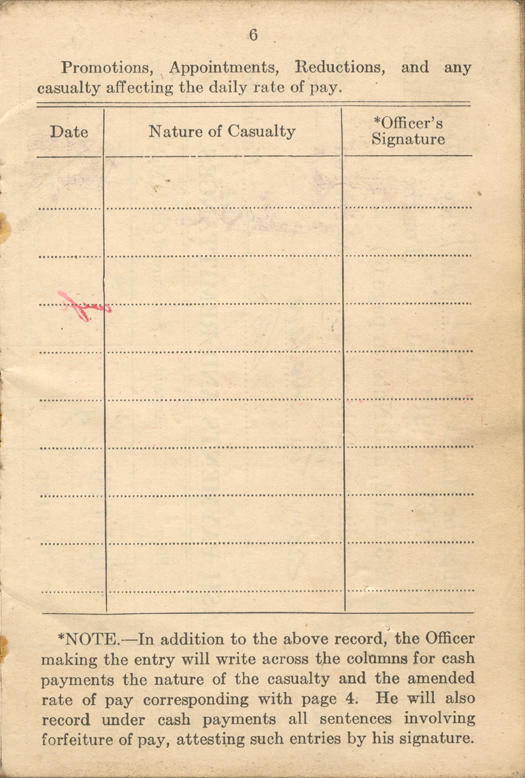 6
Promotions, Appointments, Reductions, and any
casualty affecting the daily rate of pay.
Date
Nature of Casualty
*Officer's
Signature
*NOTE.—In addition to the above record, the Officer
making the entry will write across the columns for cash
payments the nature of the casualty and the amended
rate of pay corresponding with page 4. He will also
record under cash payments all sentences involving
forfeiture of pay, attesting such entries by his signature.